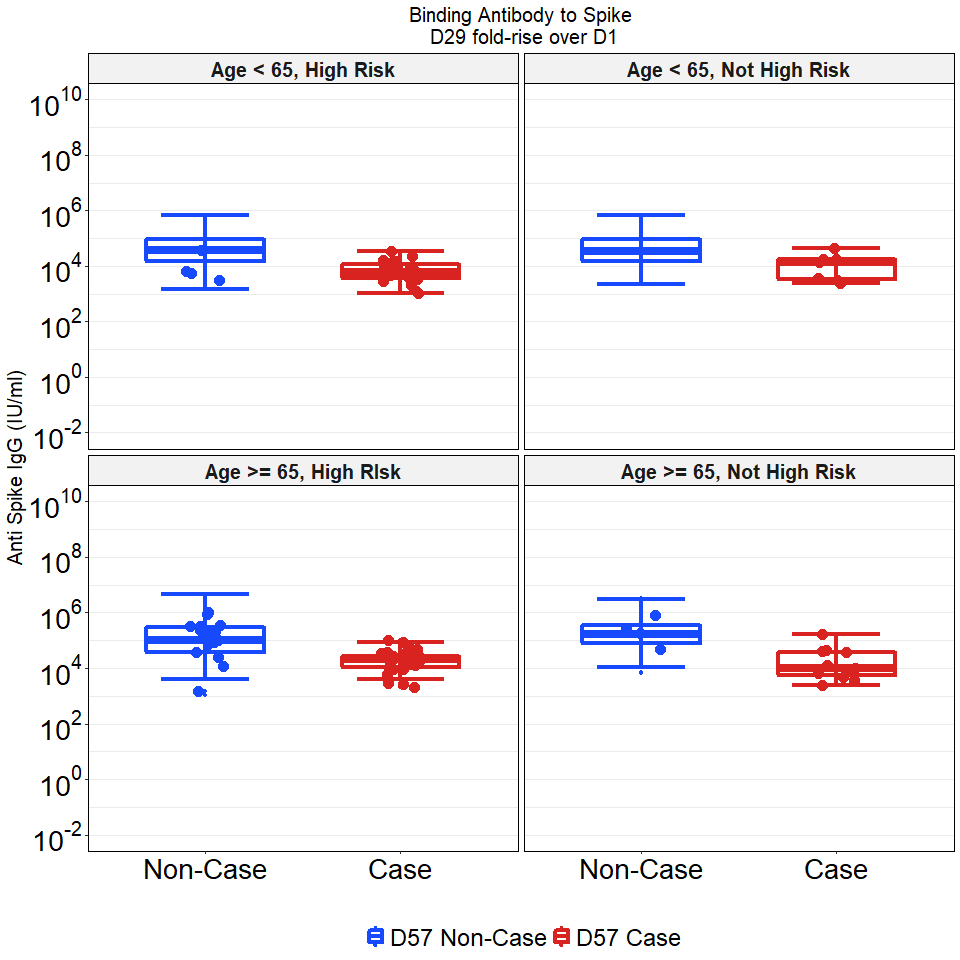 Binding Antibody to Spike
D29 fold-rise over D1
Age < 65, High Risk
Age < 65, Not High Risk
10^10
10^8
10^6
10^4
10^2
10^0
10^-2
Age >= 65, High RIsk
Age >= 65, Not High Risk
10^10
10^8
10^6
10^4
10^2
10^0
10^-2
Anti Spike IgG (IU/ml)
Non-Case
Case
Non-Case
Case
D57 Non-Case
D57 Case